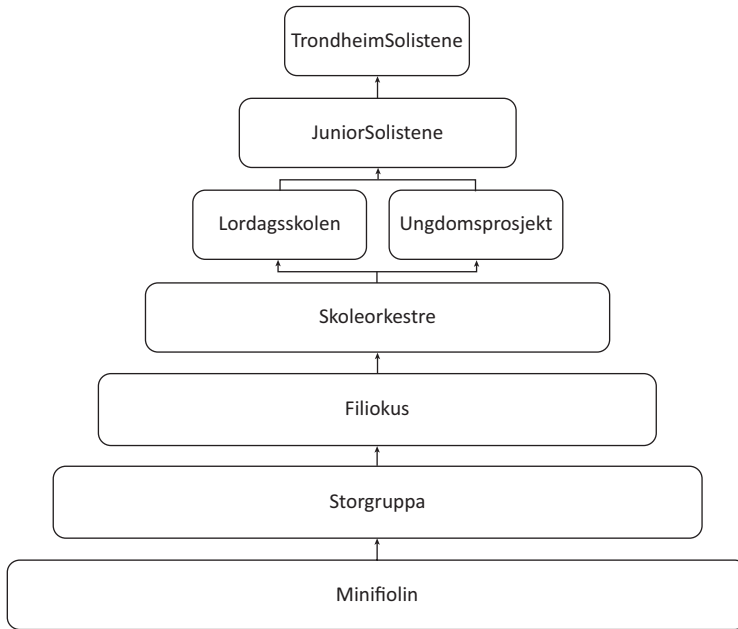 TrondheimSolistene
JuniorSolistene
Lordagsskolen
Ungdomsprosjekt
Skoleorkestre
Filiokus
Storgruppa
Minifiolin